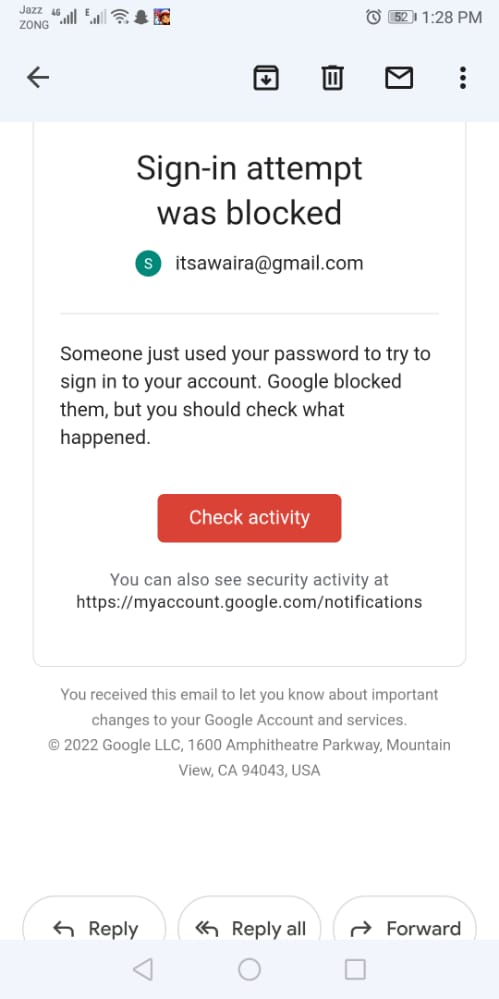 Jazz 4G E 52 1:28 PM
ZONG
Sign-in attempt
was blocked
S itsawaira@gmail.com
Someone just used your password to try to
sign in to your account. Google blocked
them, but you should check what
happened.
Check activity
You can also see security activity at
https://myaccount.google.com/notifications
You received this email to let you know about important
changes to your Google Account and services.
© 2022 Google LLC, 1600 Amphitheatre Parkway, Mountain
View, CA 94043, USA
Reply Reply all Forward